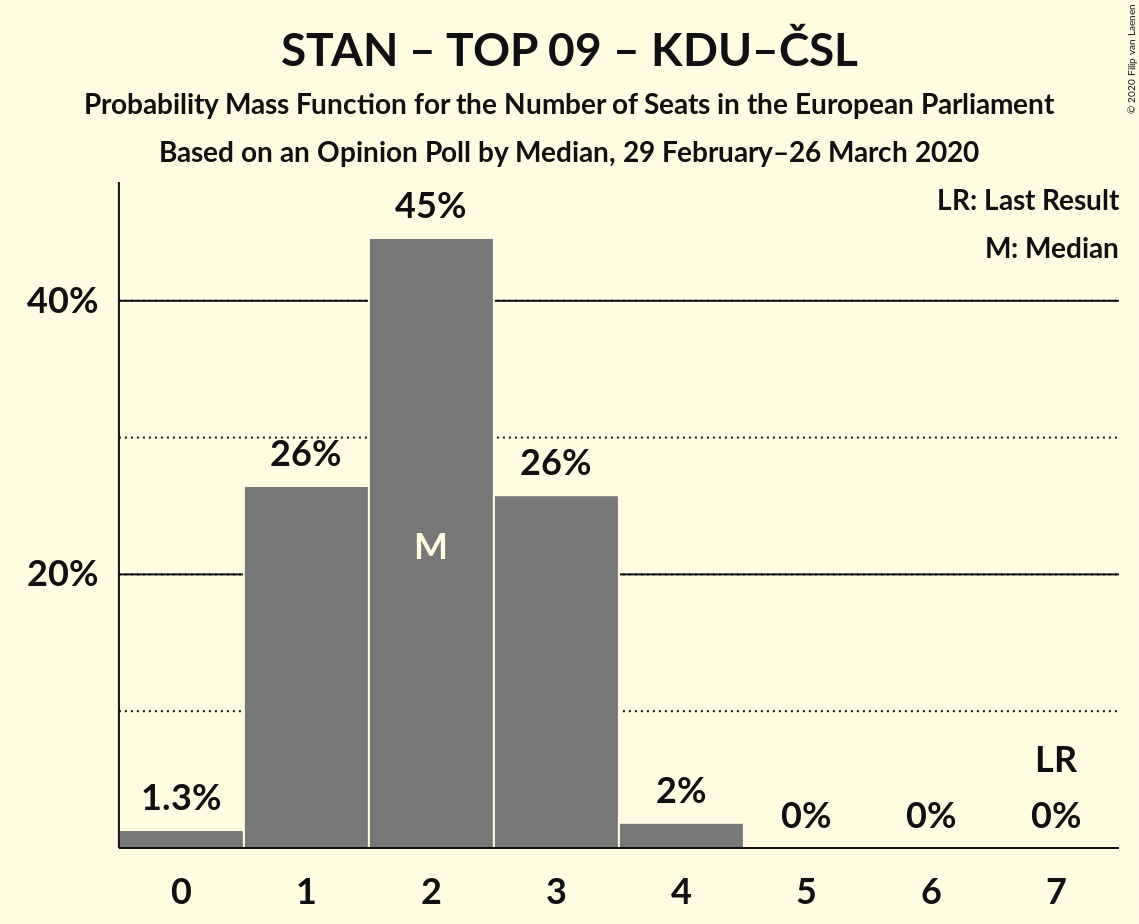 STAN – TOP 09 – KDU–ČSL
Probability Mass Function for the Number of Seats in the European Parliament
Based on an Opinion Poll by Median, 29 February–26 March 2020
© 2020 Filip van Laenen
LR: Last Result
M: Median
45%
40%
26%
26%
M
20%
LR
1.3%
2%
0%
0%
0%
0 1 2 3 4 5 6 7